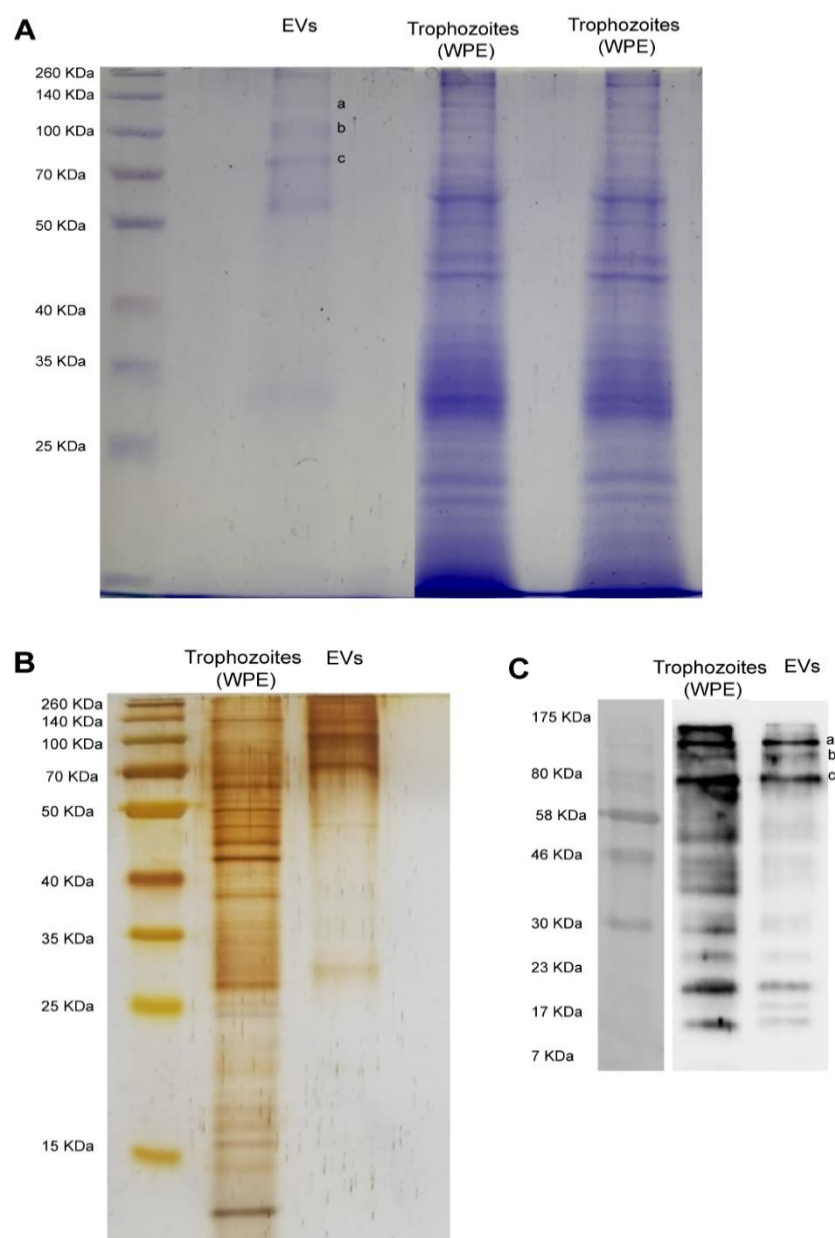 A
EVs
Trophozoites
(WPE)
Trophozoites
(WPE)
260 KDa
140 KDa
100 KDa
70 KDa
50 KDa
40 KDa
35 KDa
25 KDa
a
b
c
B
Trophozoites
(WPE)
EVs
260 KDa
140 KDa
100 KDa
70 KDa
50 KDa
40 KDa
35 KDa
25 KDa
15 KDa
C
Trophozoites
(WPE)
EVs
175 KDa
80 KDa
58 KDa
46 KDa
30 KDa
23 KDa
17 KDa
7 KDa
a
b
c